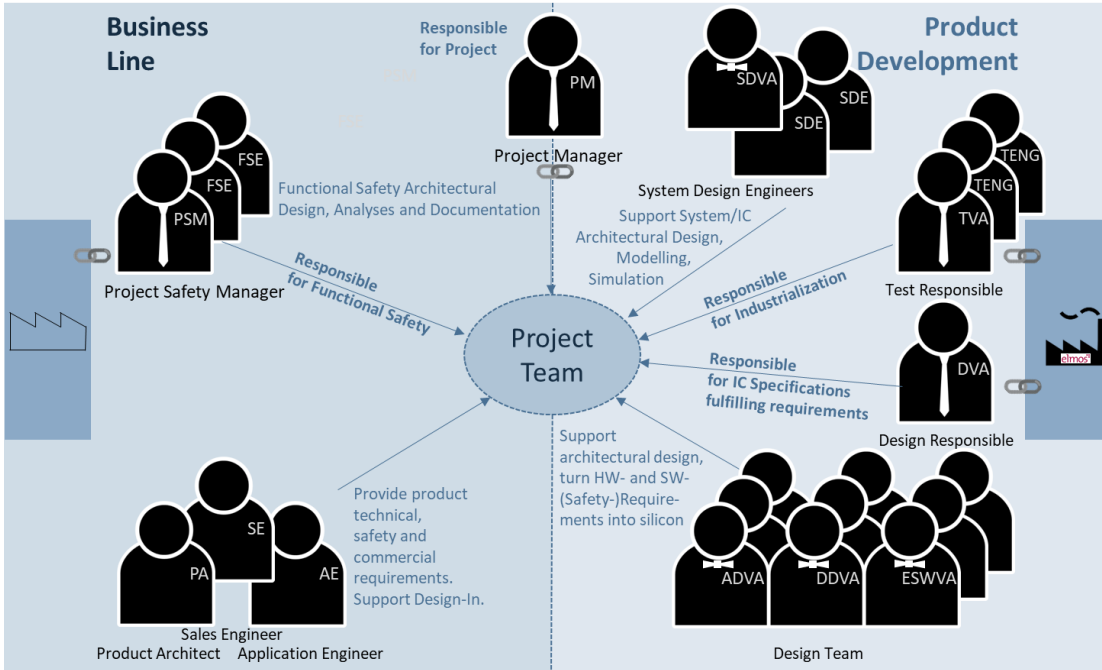 Business
Line
Responsible
for Project
Product
Development
PM
Project Manager
SDVA
SDE
SDE
System Design Engineers
FSE
FSE
PSM
Project Safety Manager
Functional Safety Architectural
Design, Analyses and Documentation
Responsible
for Functional Safety
Support System/IC
Architectural Design,
Modelling,
Simulation
TENG
TENG
TVA
Test Responsible
Responsible
for Industrialization
Project
Team
elmos
DVA
Design Responsible
Responsible
for IC Specifications
fulfilling requirements
Support
architectural design,
turn HW- and SW-
(Safety-)Require-
ments into silicon
Provide product
technical,
safety and
commercial
requirements.
Support Design-In.
SE
PA
AE
Sales Engineer
Product Architect
Application Engineer
ADVA
DDVA
ESWVA
Design Team